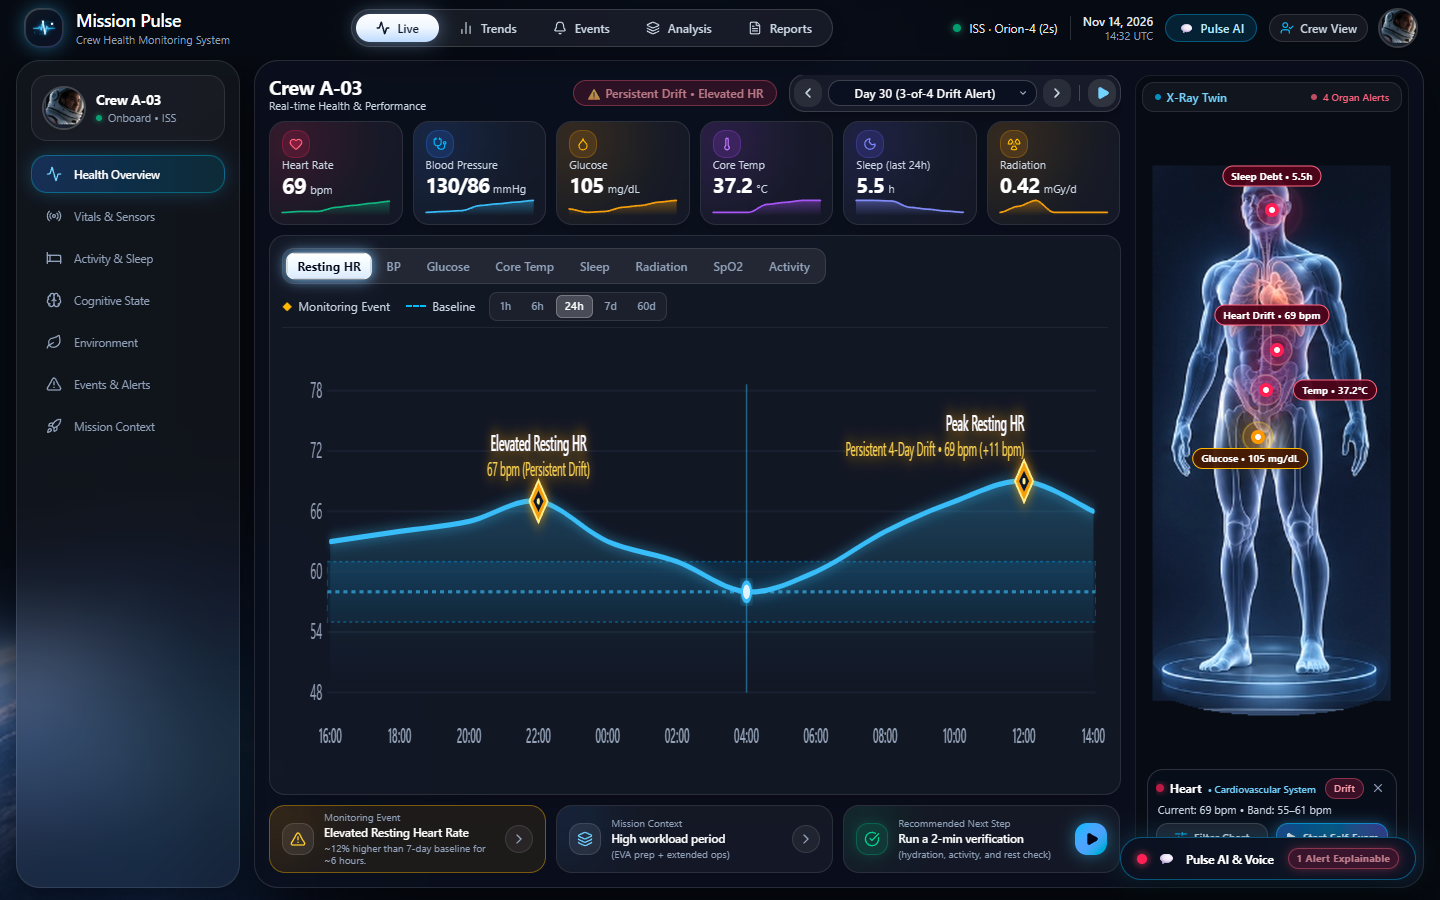 Mission Pulse
Crew Health Monitoring System
Live
Trends
Events
Analysis
Reports
ISS · Orion-4 (2s)
Nov 14, 2026
14:32 UTC
Pulse AI
Crew View
Crew A-03
Onboard • ISS
Health Overview
Vitals & Sensors
Activity & Sleep
Cognitive State
Environment
Events & Alerts
Mission Context
Crew A-03
Real-time Health & Performance
Persistent Drift • Elevated HR
Day 30 (3-of-4 Drift Alert)
Heart Rate
69 bpm
Blood Pressure
130/86 mmHg
Glucose
105 mg/dL
Core Temp
37.2 °C
Sleep (last 24h)
5.5 h
Radiation
0.42 mGy/d
Resting HR
BP
Glucose
Core Temp
Sleep
Radiation
SpO2
Activity
Monitoring Event
Baseline
1h
6h
24h
7d
60d
78
72
66
60
54
48
Elevated Resting HR
67 bpm (Persistent Drift)
Peak Resting HR
Persistent 4-Day Drift • 69 bpm (+11 bpm)
16:00
18:00
20:00
22:00
00:00
02:00
04:00
06:00
08:00
10:00
12:00
14:00
Monitoring Event
Elevated Resting Heart Rate
~12% higher than 7-day baseline for
~6 hours.
Mission Context
High workload period
(EVA prep + extended ops)
Recommended Next Step
Run a 2-min verification
(hydration, activity, and rest check)
X-Ray Twin
4 Organ Alerts
Sleep Debt • 5.5h
Heart Drift • 69 bpm
Temp • 37.2°C
Glucose • 105 mg/dL
Heart
• Cardiovascular System
Drift
Current: 69 bpm • Band: 55–61 bpm
Filter Chart
Start Self-Exam
Pulse AI & Voice
1 Alert Explainable